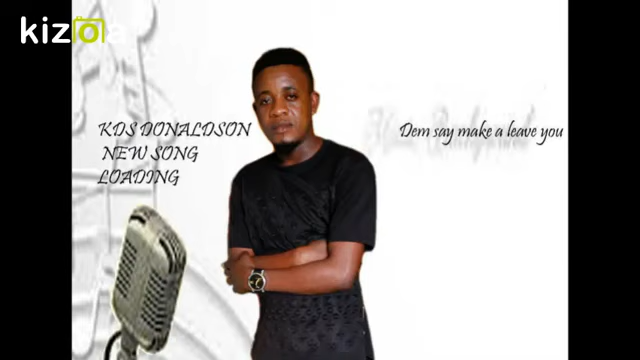 kizoa
KDS DONALDSON
NEW SONG
LOADING
Dem say make a leave you